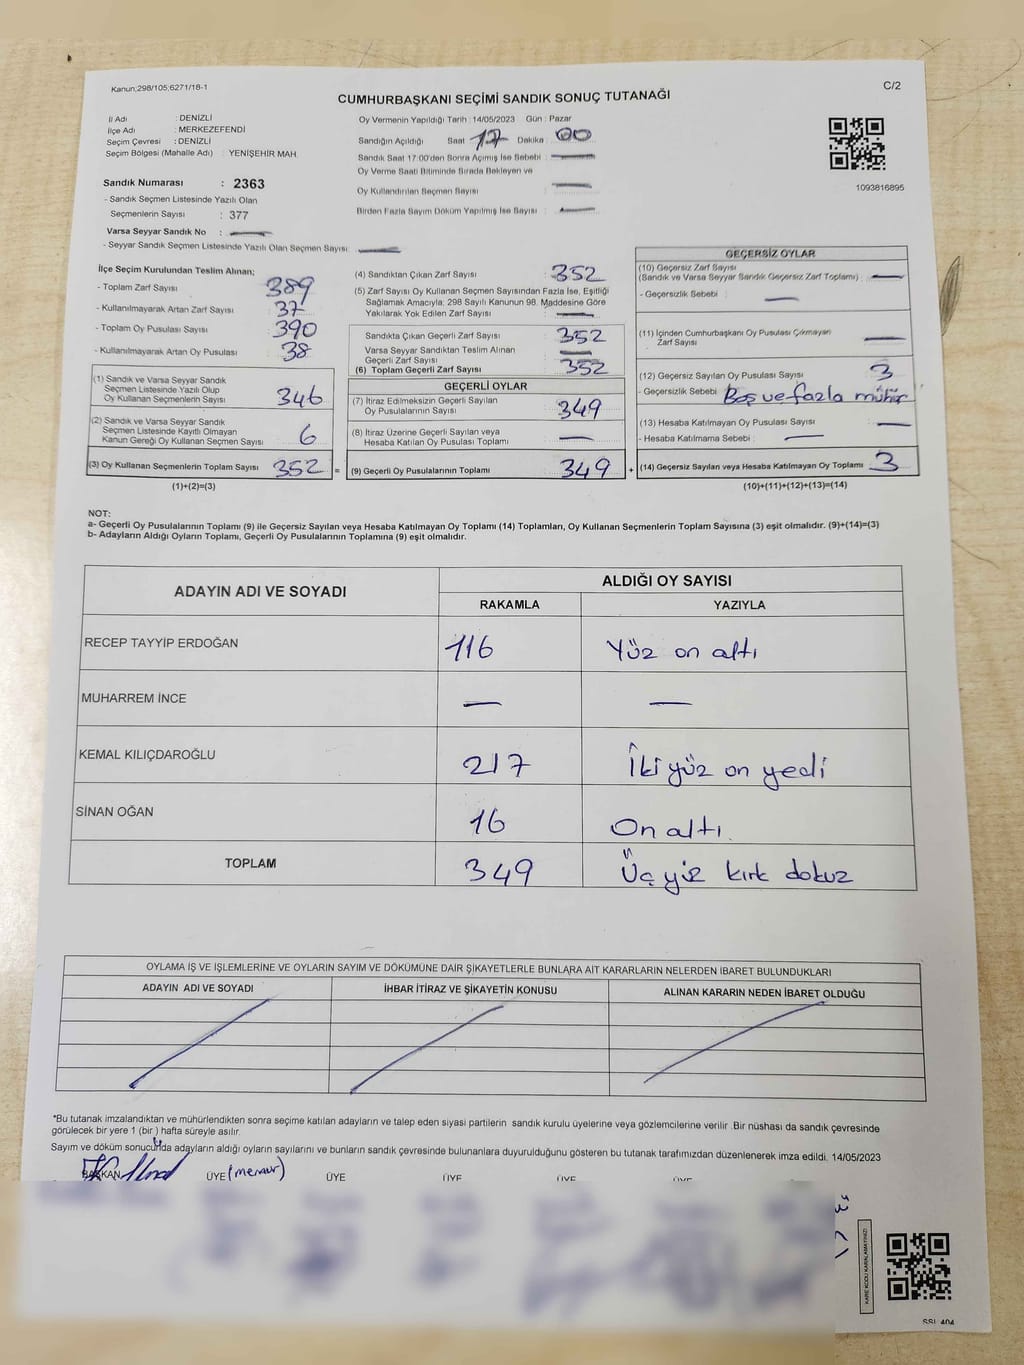 Kanun;298/105;6271/18-1
C/2
CUMHURBAŞKANI SEÇİMİ SANDIK SONUÇ TUTANAĞI
İl Adı : DENİZLİ
İlçe Adı : MERKEZEFENDİ
Seçim Çevresi : DENİZLİ
Seçim Bölgesi (Mahalle Adı) : YENİŞEHİR MAH.
Sandık Numarası : 2363
- Sandık Seçmen Listesinde Yazılı Olan
Seçmenlerin Sayısı : 377
Varsa Seyyar Sandık No :
- Seyyar Sandık Seçmen Listesinde Yazılı Olan Seçmen Sayısı
Oy Vermenin Yapıldığı Tarih : 14/05/2023 Gün : Pazar
Sandığın Açıldığı Saat 17 Dakika : 00
Sandık Saat 17:00'den Sonra Açımış İse Sebebi :
Oy Verme Saati Bitiminde Sırada Bekleyen ve
Oy Kullandırılan Seçmen Sayısı
Birden Fazla Sayım Döküm Yapılmış İse Sayısı :
1093816895
İlçe Seçim Kurulundan Teslim Alınan;
- Toplam Zarf Sayısı : 389
- Kullanılmayarak Artan Zarf Sayısı : 37
- Toplam Oy Pusulası Sayısı : 390
- Kullanılmayarak Artan Oy Pusulası : 38
(1) Sandık ve Varsa Seyyar Sandık
Seçmen Listesinde Yazılı Olup
Oy Kullanan Seçmenlerin Sayısı : 346
(2) Sandık ve Varsa Seyyar Sandık
Seçmen Listesinde Kayıtlı Olmayan
Kanun Gereği Oy Kullanan Seçmen Sayısı : 6
(3) Oy Kullanan Seçmenlerin Toplam Sayısı : 352 =
(1)+(2)=(3)
(4) Sandıktan Çıkan Zarf Sayısı : 352
(5) Zarf Sayısı Oy Kullanan Seçmen Sayısından Fazla İse, Eşitliği
Sağlamak Amacıyla; 298 Sayılı Kanunun 98. Maddesine Göre
Yakılarak Yok Edilen Zarf Sayısı :
Sandıkta Çıkan Geçerli Zarf Sayısı : 352
Varsa Seyyar Sandıktan Teslim Alınan
Geçerli Zarf Sayısı :
(6) Toplam Geçerli Zarf Sayısı : 352
GEÇERLİ OYLAR
(7) İtiraz Edilmeksizin Geçerli Sayılan
Oy Pusulalarının Sayısı : 349
(8) İtiraz Üzerine Geçerli Sayılan veya
Hesaba Katılan Oy Pusulası Toplamı :
(9) Geçerli Oy Pusulalarının Toplamı : 349 +
GEÇERSİZ OYLAR
(10) Geçersiz Zarf Sayısı
(Sandık ve Varsa Seyyar Sandık Geçersiz Zarf Toplamı) :
- Geçersizlik Sebebi :
(11) İçinden Cumhurbaşkanı Oy Pusulası Çıkmayan
Zarf Sayısı :
(12) Geçersiz Sayılan Oy Pusulası Sayısı : 3
- Geçersizlik Sebebi : Boş ve fazla mühür
(13) Hesaba Katılmayan Oy Pusulası Sayısı :
- Hesaba Katılmama Sebebi :
(14) Geçersiz Sayılan veya Hesaba Katılmayan Oy Toplamı : 3
(10)+(11)+(12)+(13)=(14)
NOT:
a- Geçerli Oy Pusulalarının Toplamı (9) ile Geçersiz Sayılan veya Hesaba Katılmayan Oy Toplamı (14) Toplamları, Oy Kullanan Seçmenlerin Toplam Sayısına (3) eşit olmalıdır. (9)+(14)=(3)
b- Adayların Aldığı Oyların Toplamı, Geçerli Oy Pusulalarının Toplamına (9) eşit olmalıdır.
ADAYIN ADI VE SOYADI ALDIĞI OY SAYISI
RAKAMLA YAZIYLA
RECEP TAYYİP ERDOĞAN 116 Yüz on altı
MUHARREM İNCE — —
KEMAL KILIÇDAROĞLU 217 İki yüz on yedi
SİNAN OĞAN 16 On altı
TOPLAM 349 Üç yüz kırk dokuz
OYLAMA İŞ VE İŞLEMLERİNE VE OYLARIN SAYIM VE DÖKÜMÜNE DAİR ŞİKAYETLERLE BUNLARA AİT KARARLARIN NELERDEN İBARET BULUNDUKLARI
ADAYIN ADI VE SOYADI İHBAR İTİRAZ VE ŞİKAYETİN KONUSU ALINAN KARARIN NEDEN İBARET OLDUĞU
*Bu tutanak imzalandıktan ve mühürlendikten sonra seçime katılan adayların ve talep eden siyasi partilerin sandık kurulu üyelerine veya gözlemcilerine verilir .Bir nüshası da sandık çevresinde
görülecek bir yere 1 (bir ) hafta süreyle asılır.
Sayım ve döküm sonucunda adayların aldığı oyların sayılarını ve bunların sandık çevresinde bulunanlara duyurulduğunu gösteren bu tutanak tarafımızdan düzenlenerek imza edildi. 14/05/2023
BAŞKAN ÜYE (memur) ÜYE ÜYE ÜYE ÜYE
KARE KODU KARALAMAYINIZ!